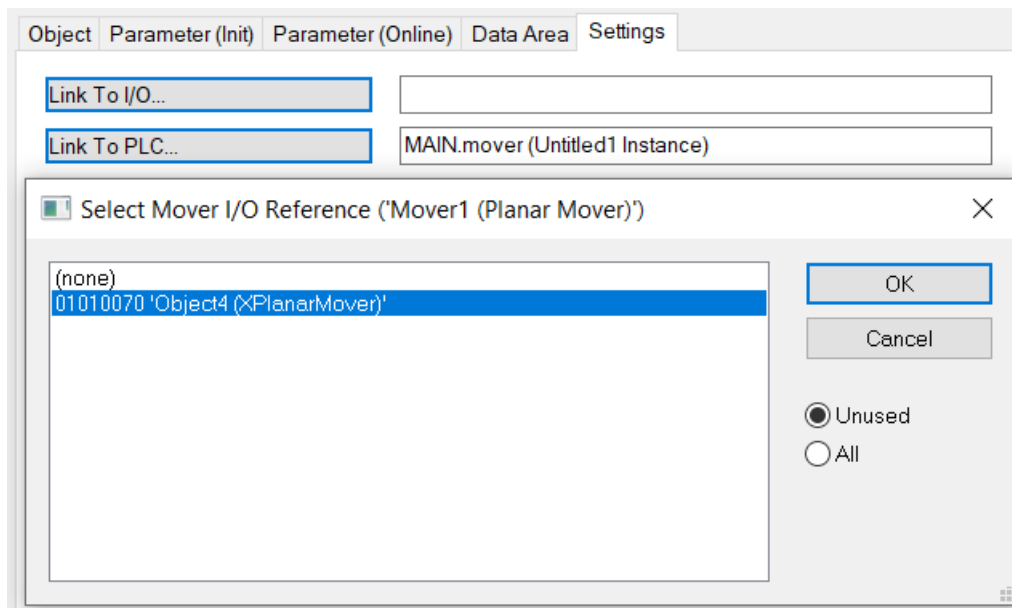 Object Parameter (Init) Parameter (Online) Data Area Settings
Link To I/O...
Link To PLC... MAIN.mover (Untitled1 Instance)
Select Mover I/O Reference ('Mover1 (Planar Mover)')
(none)
01010070 'Object4 (XPlanarMover)'
OK
Cancel
Unused
All